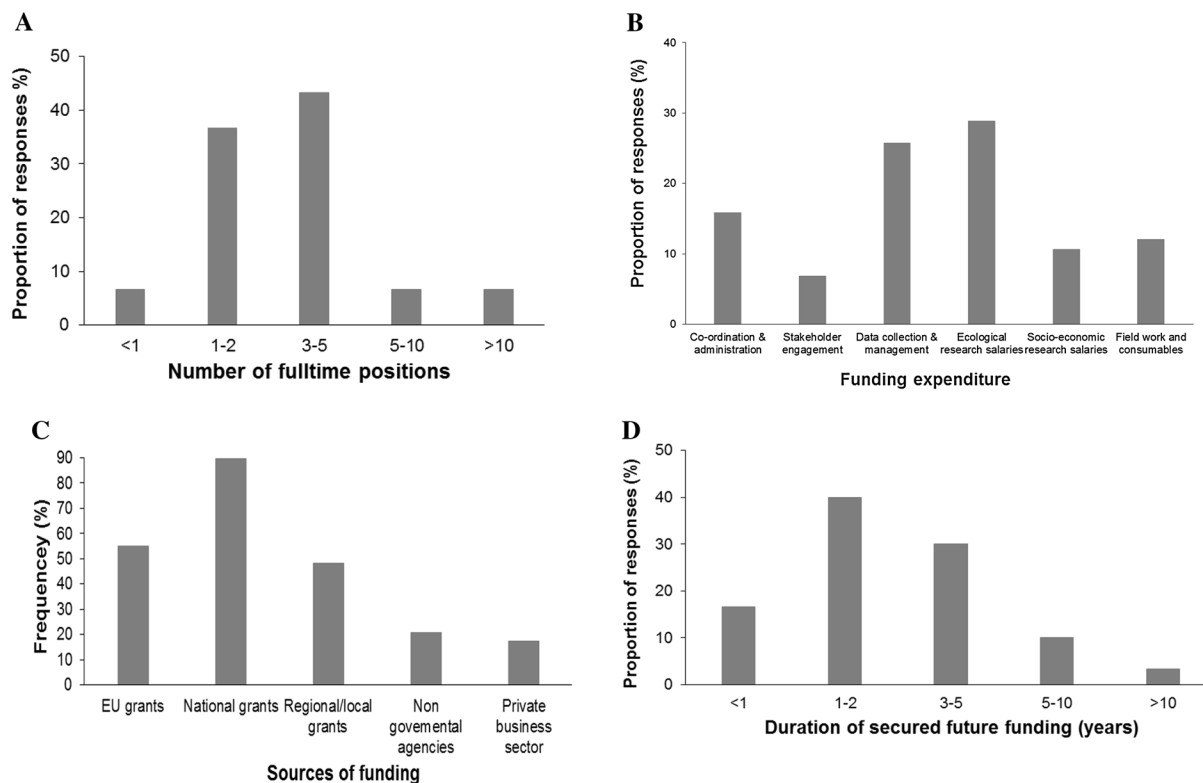 A
Proportion of responses %)
50
40
30
20
10
0
<1 1-2 3-5 5-10 >10
Number of fulltime positions
B
Proportion of responses (%)
40
30
20
10
0
Co-ordination & Stakeholder Data collection & Ecological Socio-economic Field work and
administration engagement management research salaries research salaries consumables
Funding expenditure
C
Frequencey (%)
90
80
70
60
50
40
30
20
10
0
EU grants National grants Regional/local Non Private
grants govemental business
agencies sector
Sources of funding
D
Proportion of responses (%)
50
40
30
20
10
0
<1 1-2 3-5 5-10 >10
Duration of secured future funding (years)